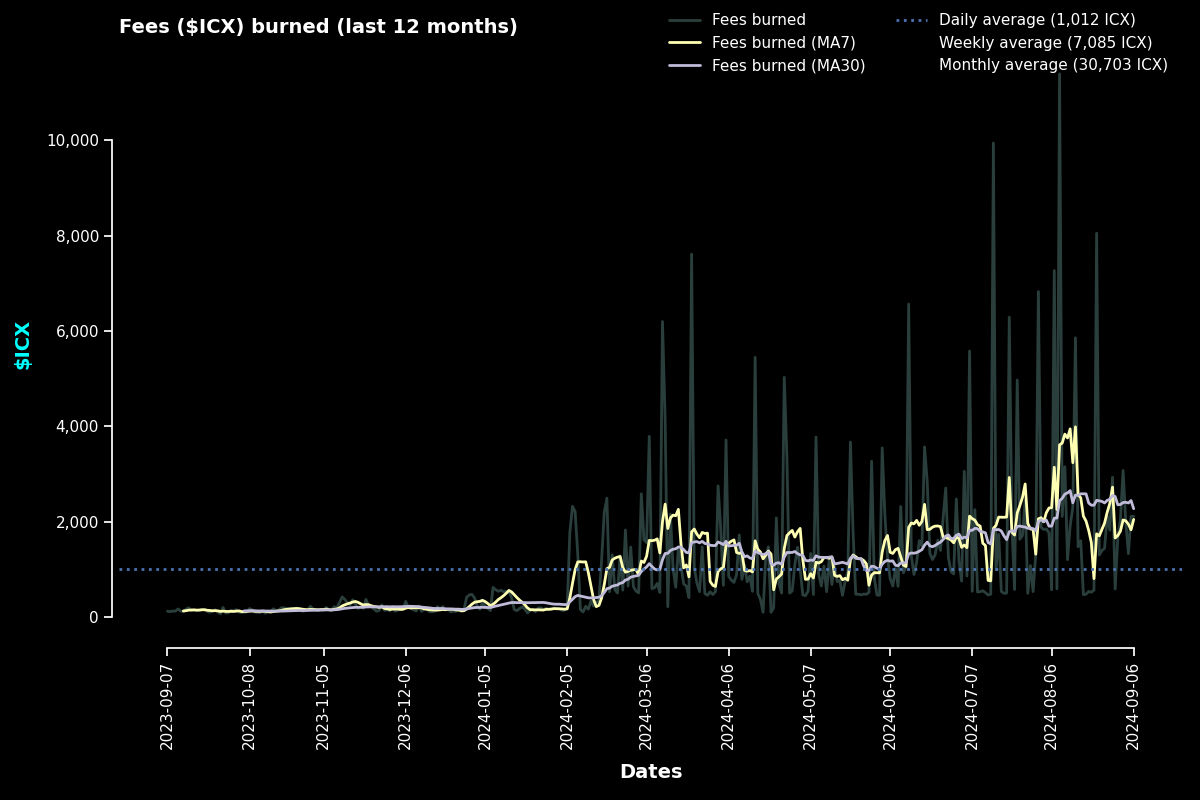 Fees ($ICX) burned (last 12 months)
Fees burned
Fees burned (MA7)
Fees burned (MA30)
Daily average (1,012 ICX)
Weekly average (7,085 ICX)
Monthly average (30,703 ICX)
$ICX
10,000
8,000
6,000
4,000
2,000
0
2023-09-07
2023-10-08
2023-11-05
2023-12-06
2024-01-05
2024-02-05
2024-03-06
2024-04-06
2024-05-07
2024-06-06
2024-07-07
2024-08-06
2024-09-06
Dates